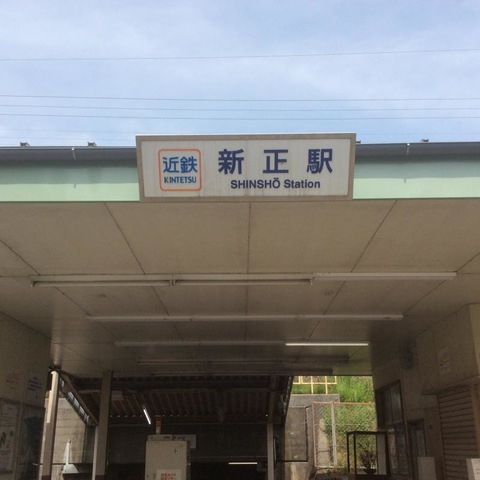 近鉄
KINTETSU
新正駅
SHINSHŌ Station